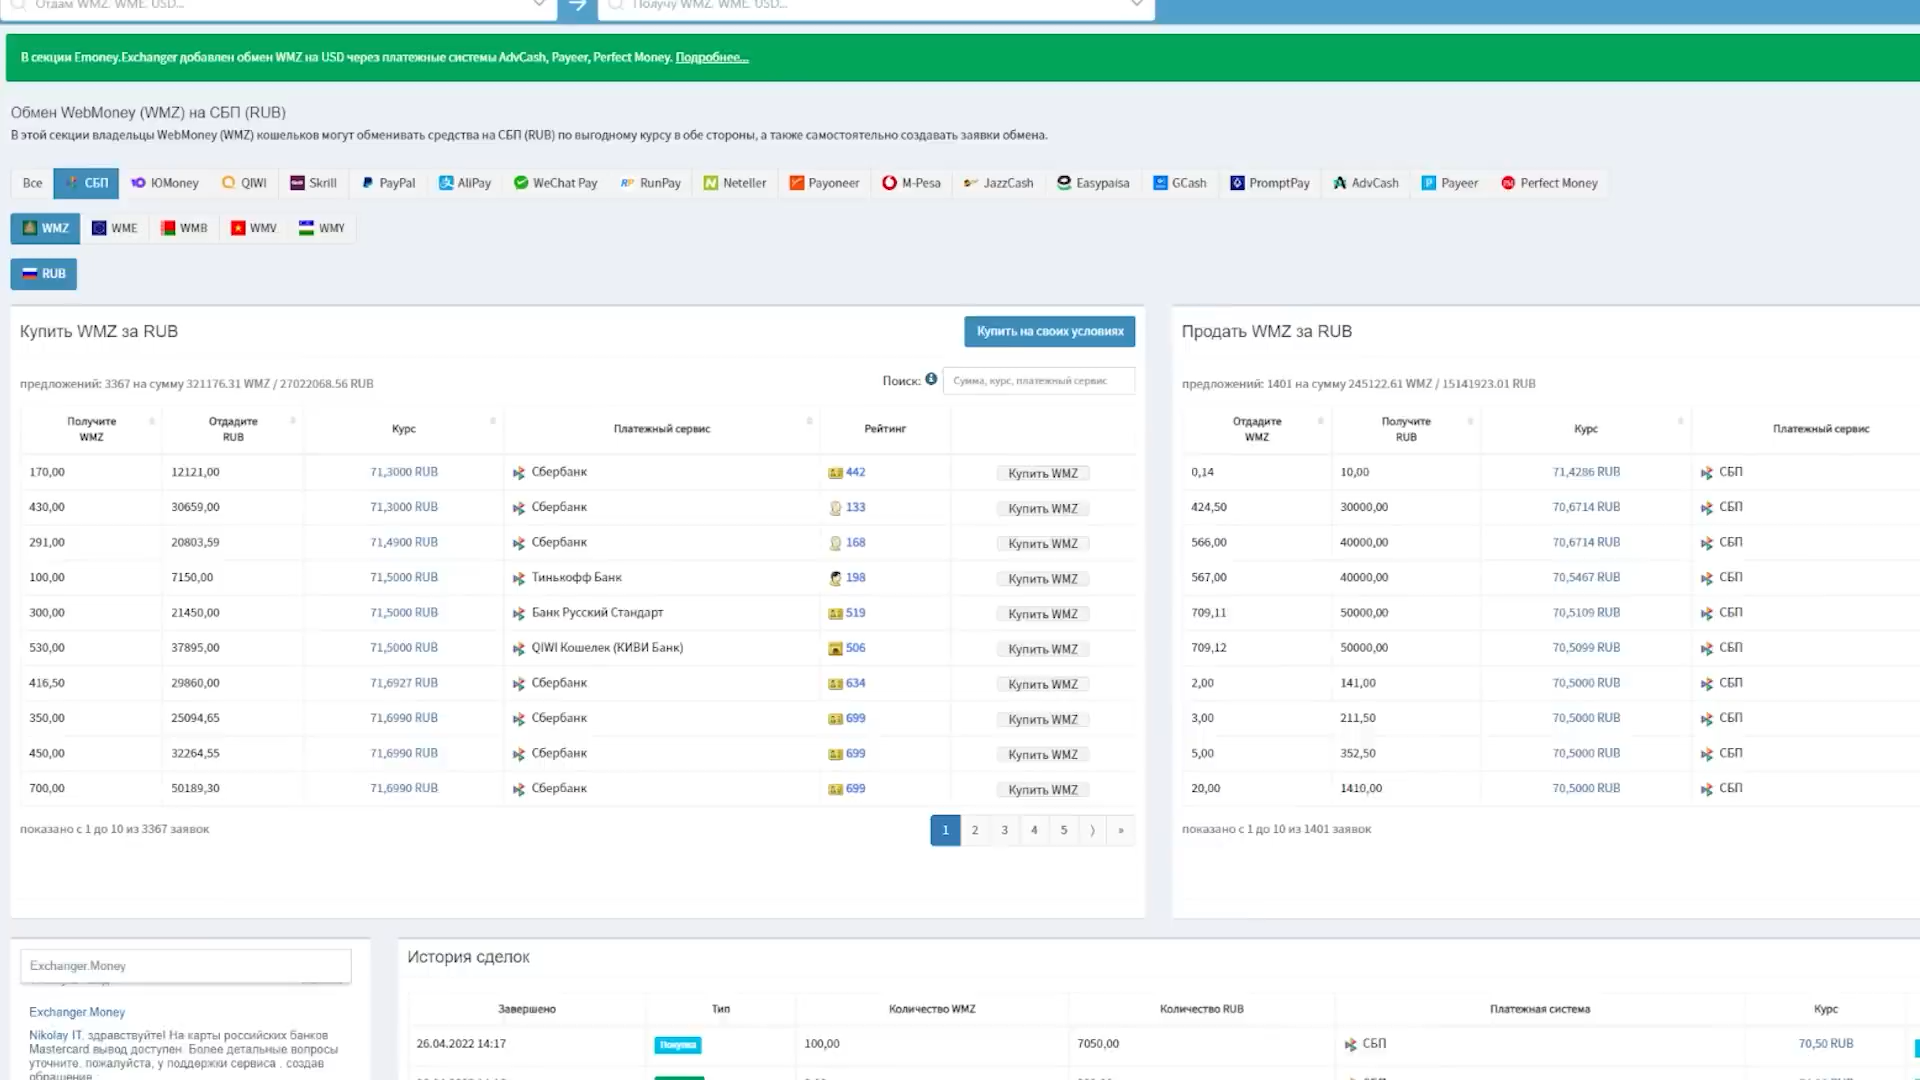 Отдам WMZ, WME, USD...
Получу WMZ, WME, USD...
В секции Emoney.Exchanger добавлен обмен WMZ на USD через платежные системы AdvCash, Payeer, Perfect Money. Подробнее...
Обмен WebMoney (WMZ) на СБП (RUB)
В этой секции владельцы WebMoney (WMZ) кошельков могут обменивать средства на СБП (RUB) по выгодному курсу в обе стороны, а также самостоятельно создавать заявки обмена.
Все СБП ЮMoney QIWI Skrill PayPal AliPay WeChat Pay RunPay Neteller Payoneer M-Pesa JazzCash Easypaisa GCash PromptPay AdvCash Payeer Perfect Money
WMZ WME WMB WMV WMY
RUB
Купить WMZ за RUB
Купить на своих условиях
предложений: 3367 на сумму 321176.31 WMZ / 27022068.56 RUB
Поиск: Сумма, курс, платежный сервис
Получите WMZ Отдадите RUB Курс Платежный сервис Рейтинг
170,00 12121,00 71,3000 RUB Сбербанк 442 Купить WMZ
430,00 30659,00 71,3000 RUB Сбербанк 133 Купить WMZ
291,00 20803,59 71,4900 RUB Сбербанк 168 Купить WMZ
100,00 7150,00 71,5000 RUB Тинькофф Банк 198 Купить WMZ
300,00 21450,00 71,5000 RUB Банк Русский Стандарт 519 Купить WMZ
530,00 37895,00 71,5000 RUB QIWI Кошелек (КИВИ Банк) 506 Купить WMZ
416,50 29860,00 71,6927 RUB Сбербанк 634 Купить WMZ
350,00 25094,65 71,6990 RUB Сбербанк 699 Купить WMZ
450,00 32264,55 71,6990 RUB Сбербанк 699 Купить WMZ
700,00 50189,30 71,6990 RUB Сбербанк 699 Купить WMZ
показано с 1 до 10 из 3367 заявок
1 2 3 4 5 ⟩ »
Продать WMZ за RUB
предложений: 1401 на сумму 245122.61 WMZ / 15141923.01 RUB
Отдадите WMZ Получите RUB Курс Платежный сервис
0,14 10,00 71,4286 RUB СБП
424,50 30000,00 70,6714 RUB СБП
566,00 40000,00 70,6714 RUB СБП
567,00 40000,00 70,5467 RUB СБП
709,11 50000,00 70,5109 RUB СБП
709,12 50000,00 70,5099 RUB СБП
2,00 141,00 70,5000 RUB СБП
3,00 211,50 70,5000 RUB СБП
5,00 352,50 70,5000 RUB СБП
20,00 1410,00 70,5000 RUB СБП
показано с 1 до 10 из 1401 заявок
Exchanger.Money
Exchanger.Money
Nikolay IT, здравствуйте! На карты российских банков
Mastercard вывод доступен. Более детальные вопросы
уточните, пожалуйста, у поддержки сервиса , создав
обращение
История сделок
Завершено Тип Количество WMZ Количество RUB Платежная система Курс
26.04.2022 14:17 Покупка 100,00 7050,00 СБП 70,50 RUB